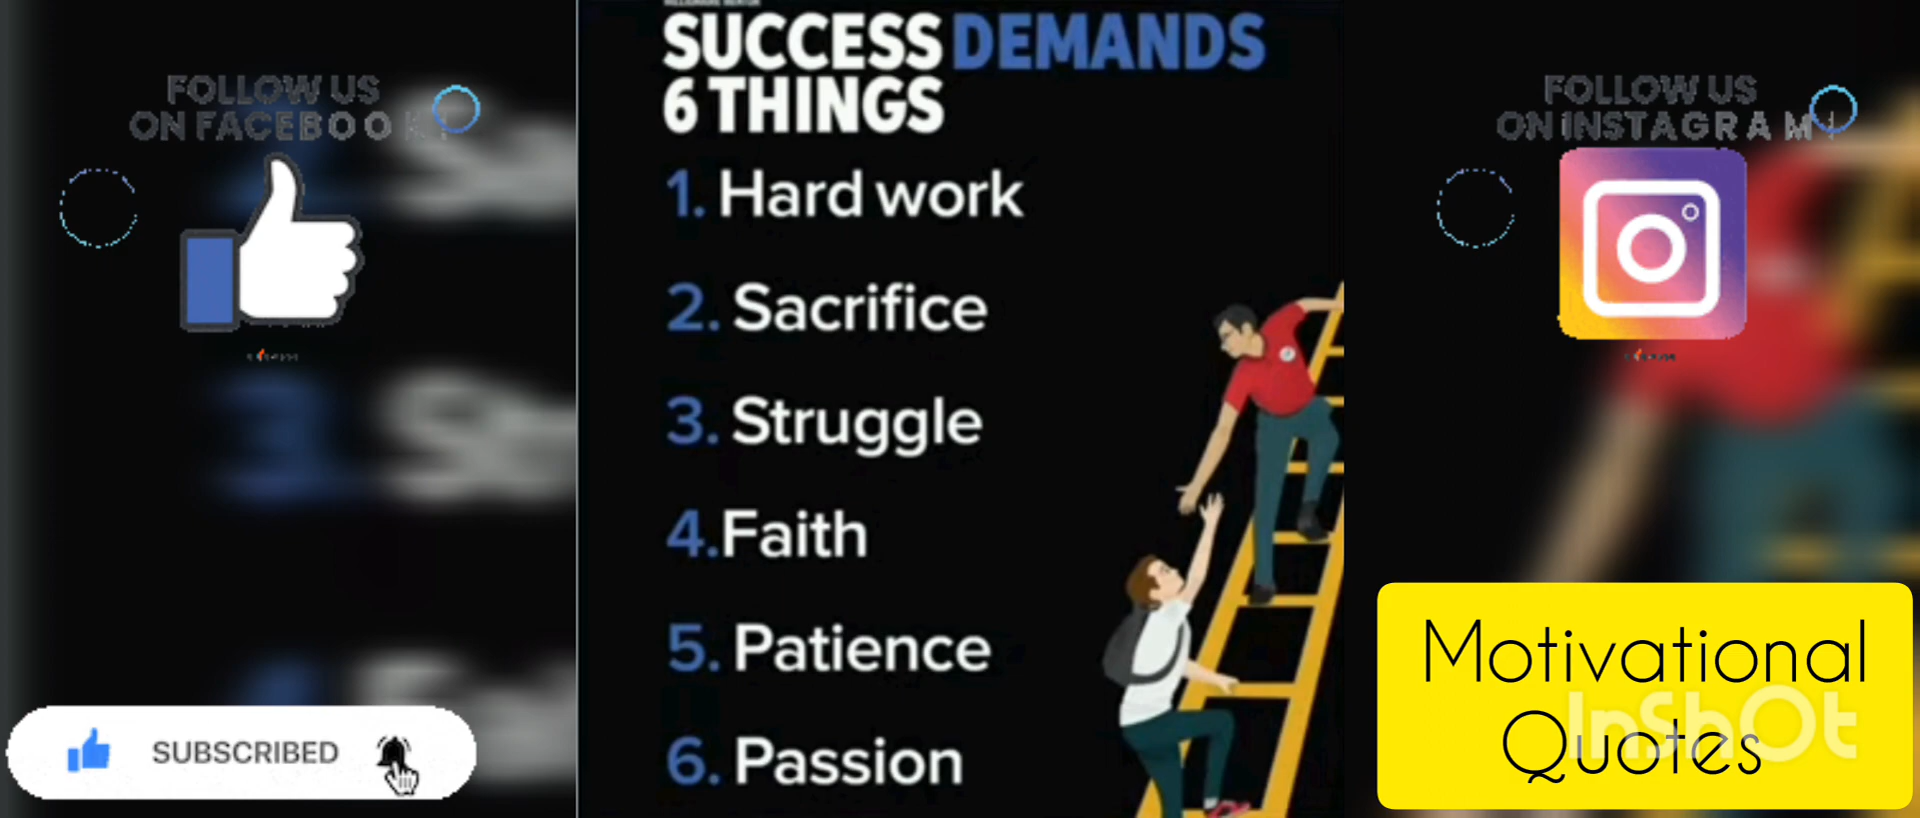 FOLLOW US
ON FACEBOOK
SUBSCRIBED
SUCCESS DEMANDS
6 THINGS
1. Hard work
2. Sacrifice
3. Struggle
4.Faith
5. Patience
6. Passion
FOLLOW US
ON INSTAGRAM
Motivational
Quotes
InShOt